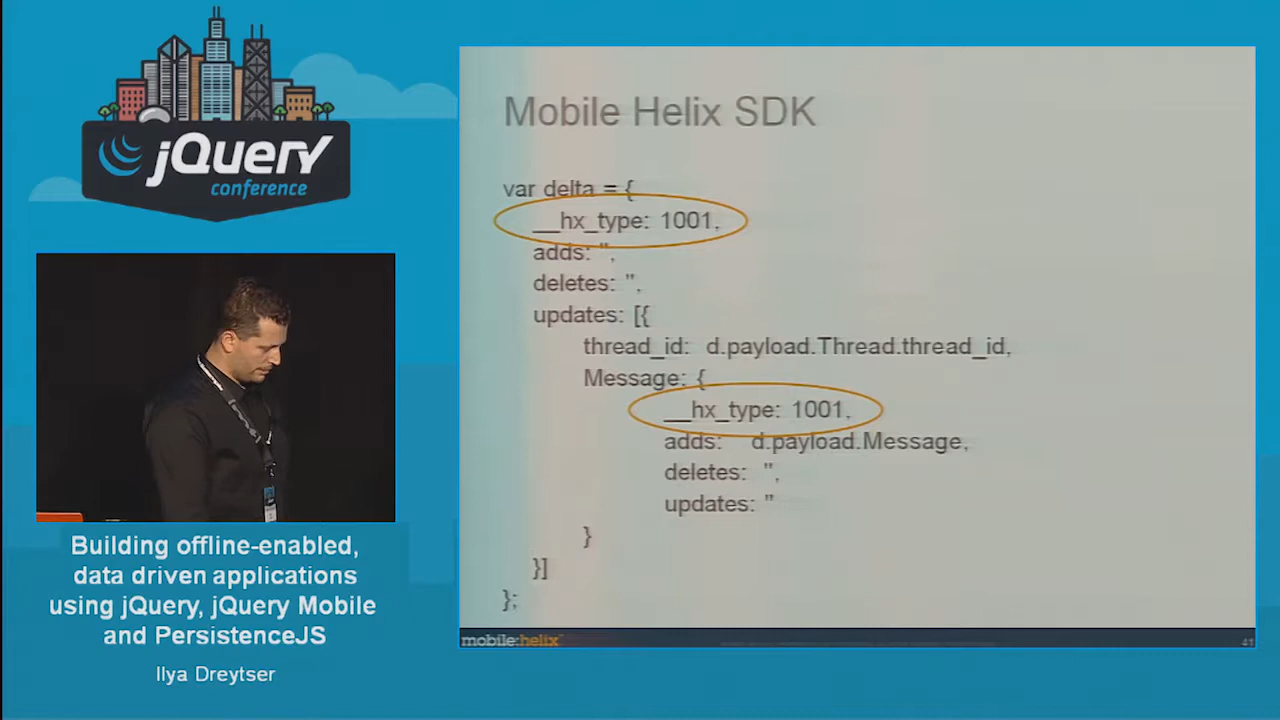 jQuery
conference
Building offline-enabled,
data driven applications
using jQuery, jQuery Mobile
and PersistenceJS
Ilya Dreytser
Mobile Helix SDK
var delta = {
__hx_type: 1001,
adds: '',
deletes: '',
updates: [{
thread_id: d.payload.Thread.thread_id,
Message: {
__hx_type: 1001,
adds: d.payload.Message,
deletes: '',
updates: ''
}
}]
};
mobile:helix™
41